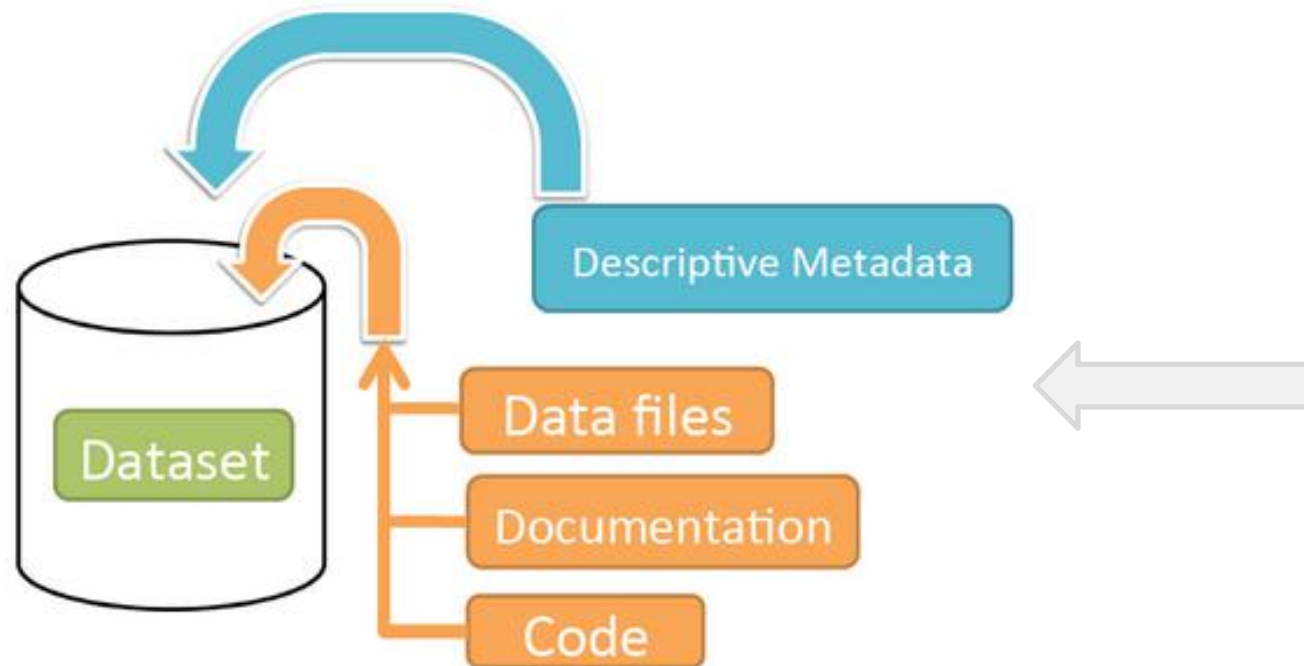 Descriptive Metadata
Data files
Dataset
Documentation
Code